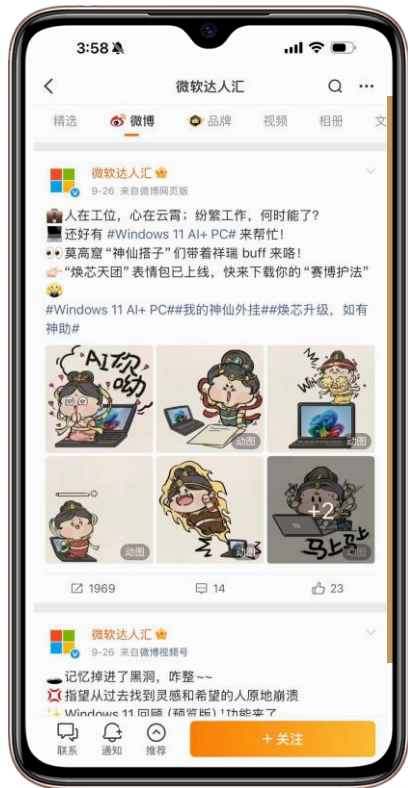 3:58
微软达人汇
精选 微博 品牌 视频 相册 文
微软达人汇
9-26 来自微博网页版
人在工位，心在云霄；纷繁工作，何时能了?
还好有 #Windows 11 AI+ PC# 来帮忙!
莫高窟“神仙搭子”们带着祥瑞 buff 来咯!
“焕芯天团”表情包已上线，快来下载你的“赛博护法”
#Windows 11 AI+ PC##我的神仙外挂##焕芯升级，如有
神助#
AI你
呦
动图
WIN
动图
动图
动图
+2
马上马上
动图
1969 14 23
微软达人汇
9-26 来自微博视频号
记忆掉进了黑洞，咋整~~
指望从过去找到灵感和希望的人原地崩溃
Windows 11 回顾 (预览版) '功能来了
联系 通知 推荐 +关注